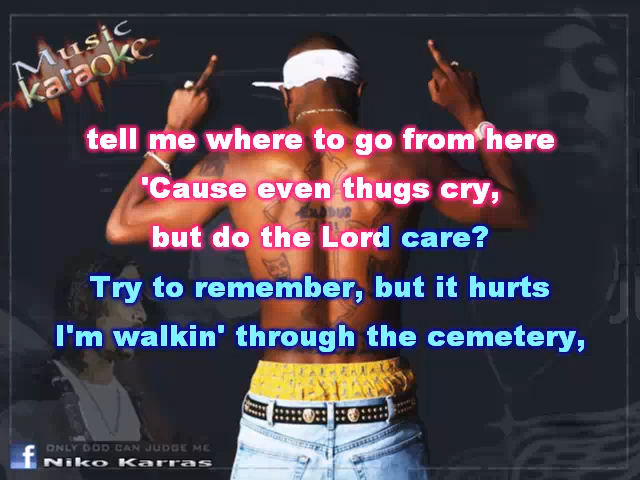 Music
karaoke
tell me where to go from here
'Cause even thugs cry,
but do the Lord care?
Try to remember, but it hurts
I'm walkin' through the cemetery,
EXODUS
ONLY GOD CAN JUDGE ME
f Niko Karras